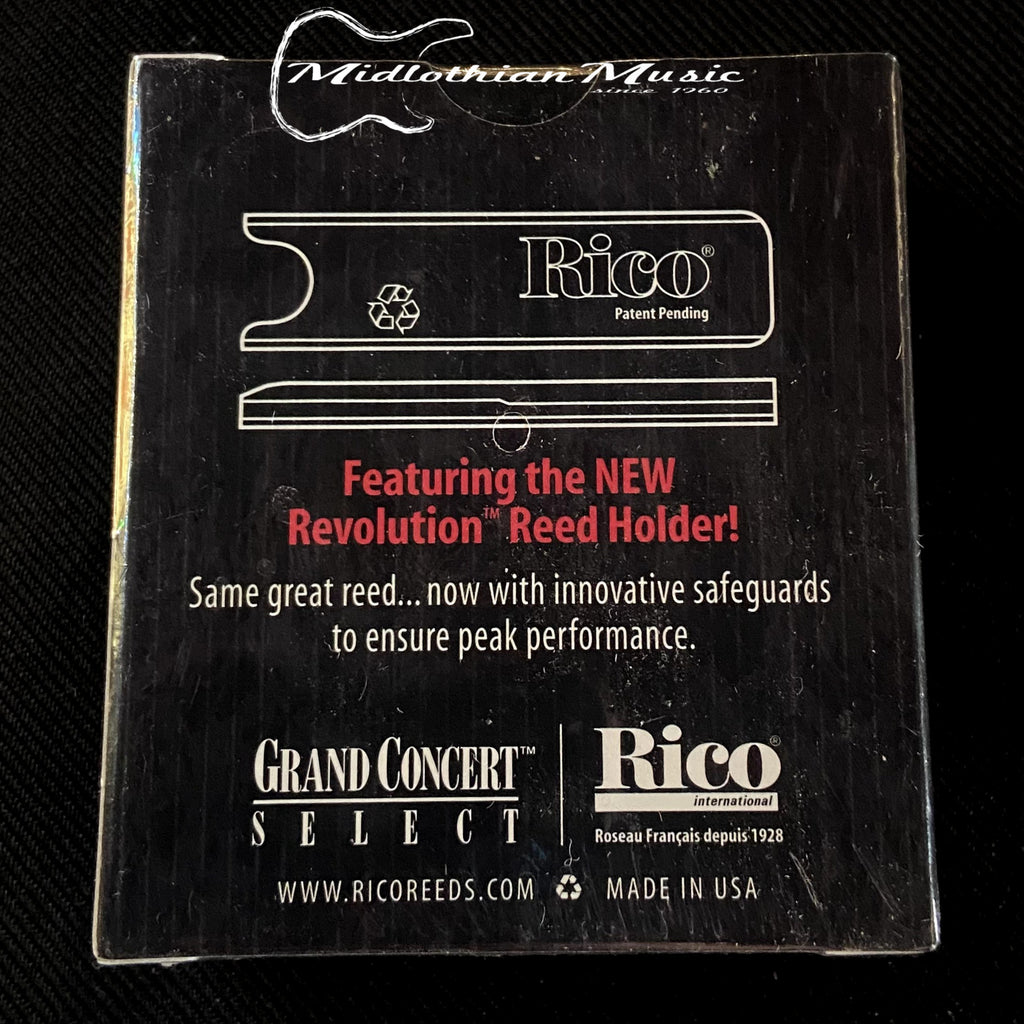 Midlothian Music
since 1960
Rico®
Patent Pending
Featuring the NEW
Revolution™ Reed Holder!
Same great reed... now with innovative safeguards
to ensure peak performance.
GRAND CONCERT™
SELECT
Rico®
international
Roseau Français depuis 1928
WWW.RICOREEDS.COM MADE IN USA